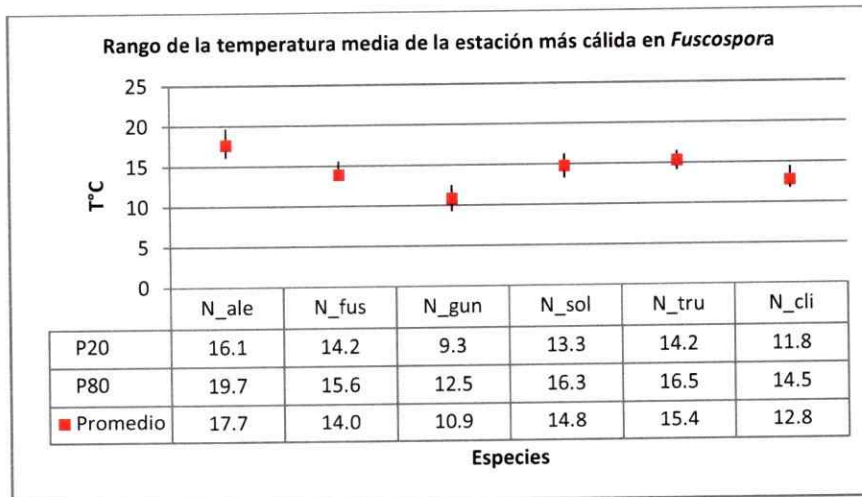 Rango de la temperatura media de la estación más cálida en Fuscospora
25
20
15
10
5
0
T°C
N_ale N_fus N_gun N_sol N_tru N_cli
P20 16.1 14.2 9.3 13.3 14.2 11.8
P80 19.7 15.6 12.5 16.3 16.5 14.5
Promedio 17.7 14.0 10.9 14.8 15.4 12.8
Especies